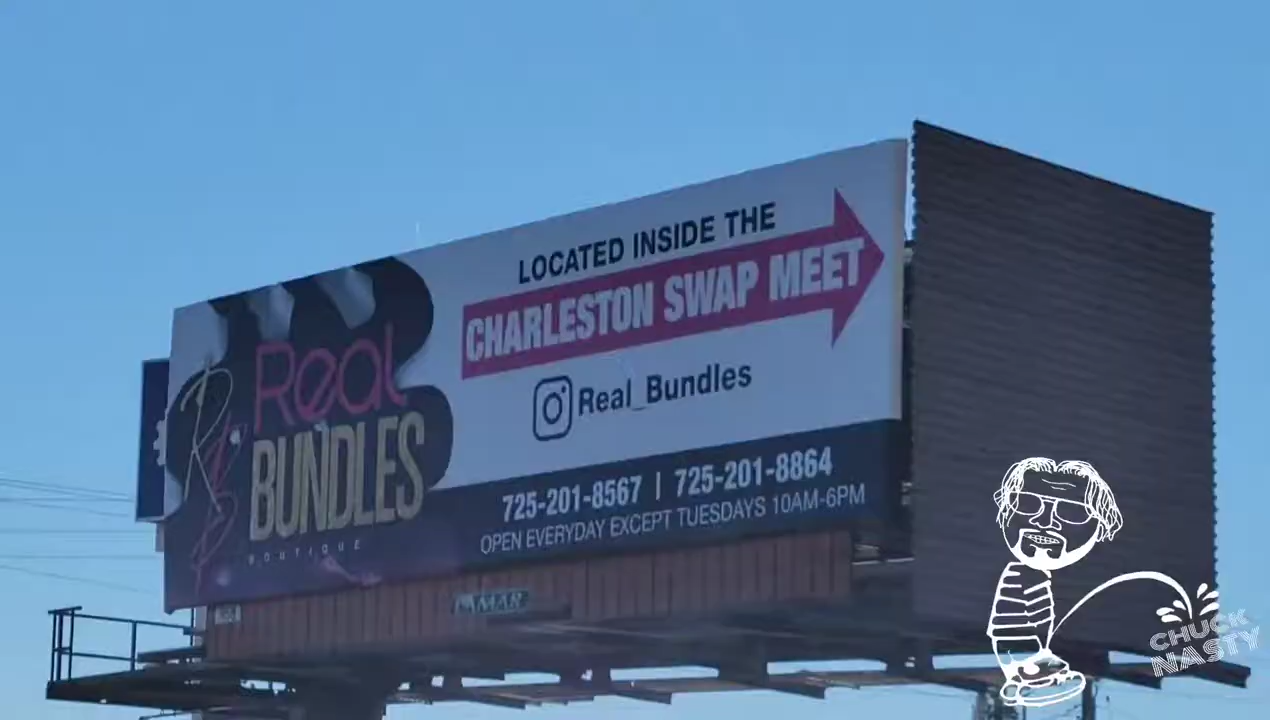 LOCATED INSIDE THE
CHARLESTON SWAP MEET
Real_Bundles
RB
Real
BUNDLES
BOUTIQUE
725-201-8567 | 725-201-8864
OPEN EVERYDAY EXCEPT TUESDAYS 10AM-6PM
LAMAR
CHUCK
NASTY